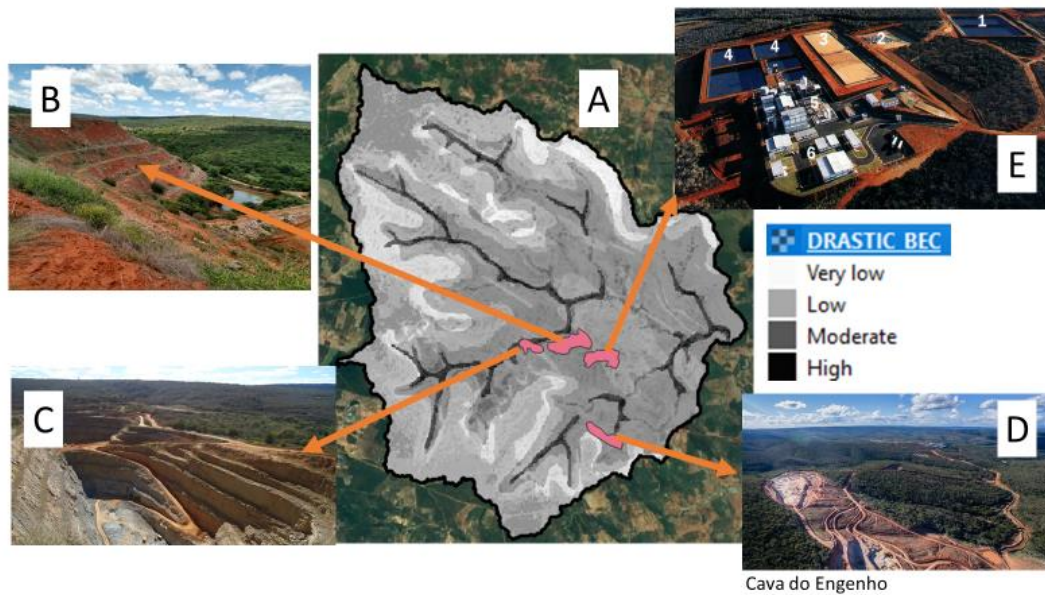 A
B
C
D
E
1
2
3
4
4
5
6
DRASTIC BEC
Very low
Low
Moderate
High
Cava do Engenho